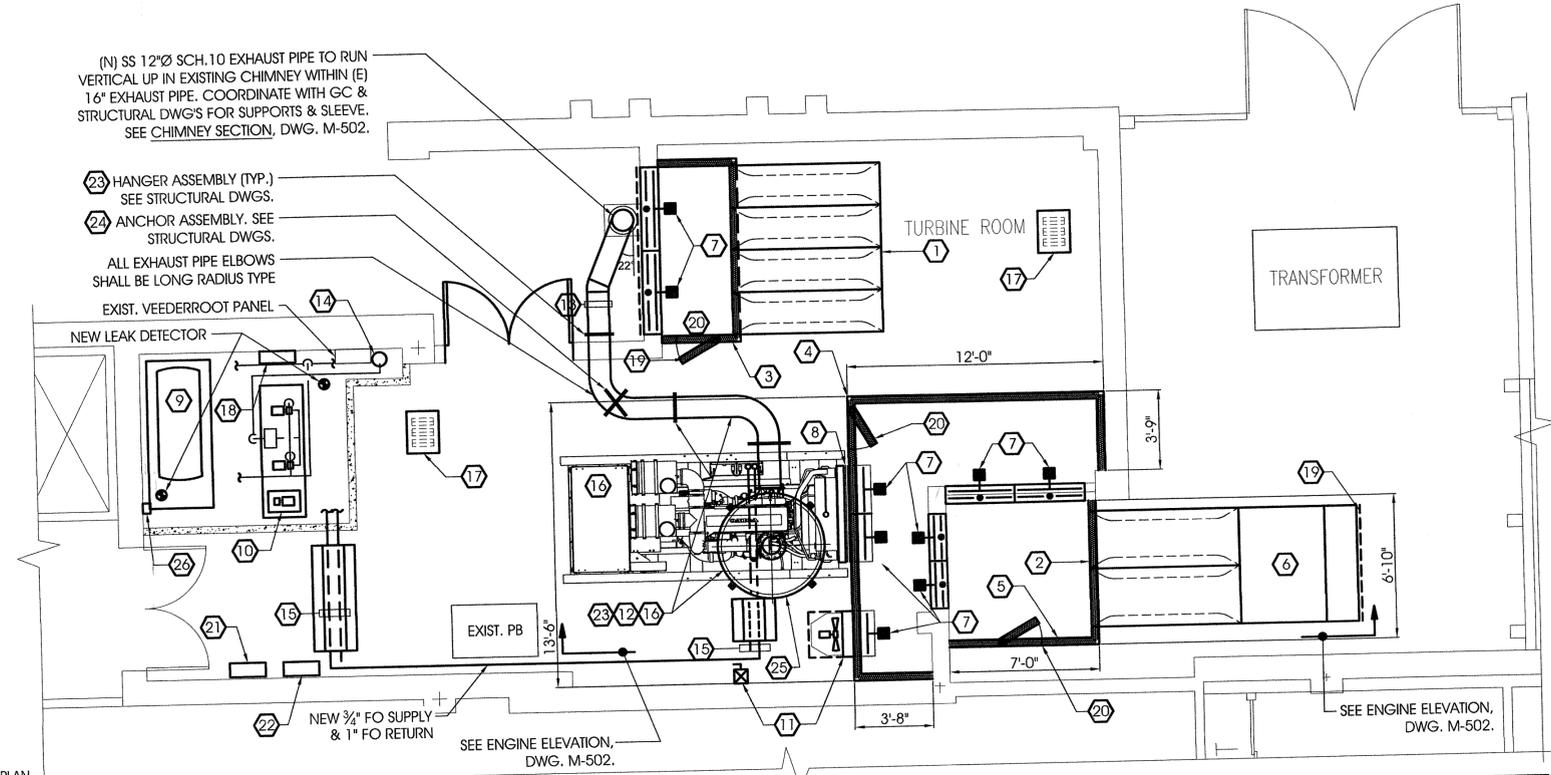 (N) SS 12"Ø SCH.10 EXHAUST PIPE TO RUN
VERTICAL UP IN EXISTING CHIMNEY WITHIN (E)
16" EXHAUST PIPE. COORDINATE WITH GC &
STRUCTURAL DWG'S FOR SUPPORTS & SLEEVE.
SEE CHIMNEY SECTION, DWG. M-502.
23 HANGER ASSEMBLY (TYP.)
SEE STRUCTURAL DWGS.
24 ANCHOR ASSEMBLY. SEE
STRUCTURAL DWGS.
ALL EXHAUST PIPE ELBOWS
SHALL BE LONG RADIUS TYPE
EXIST. VEEDERROOT PANEL
14
NEW LEAK DETECTOR
22°
13
7
20
19
3
1
TURBINE ROOM
17
TRANSFORMER
4
12'-0"
3'-9"
9
18
10
26
17
16
8
20
7
7
19
2
5
6
6'-10"
7
15
21
22
EXIST. PB
13'-6"
23 12 16
15
25
11
3'-8"
7'-0"
20
NEW ¾" FO SUPPLY
& 1" FO RETURN
SEE ENGINE ELEVATION,
DWG. M-502.
SEE ENGINE ELEVATION,
DWG. M-502.